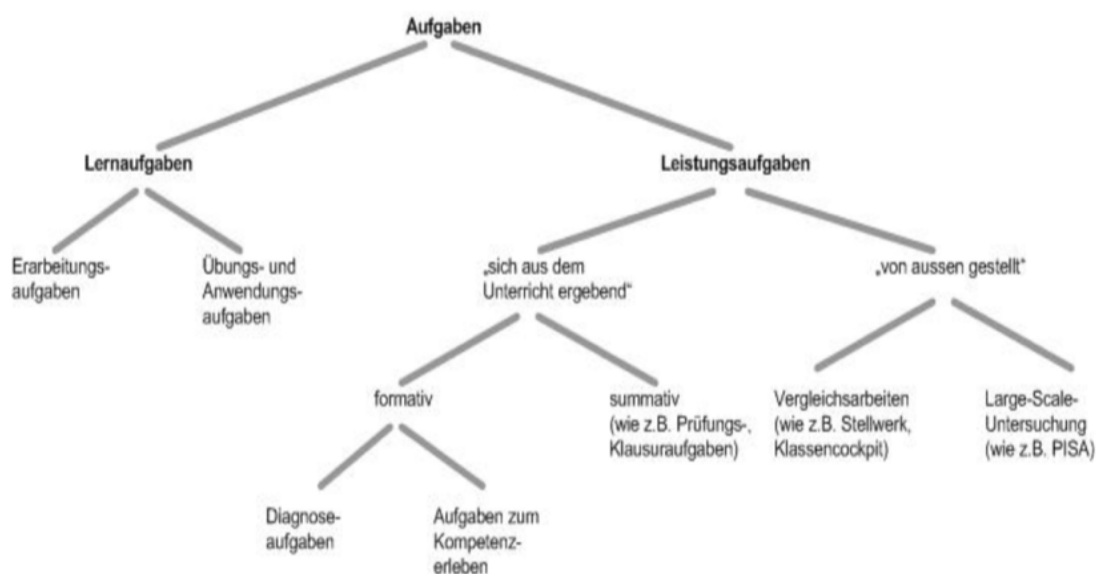 Aufgaben
Lernaufgaben
Leistungsaufgaben
Erarbeitungs-
aufgaben
Übungs- und
Anwendungs-
aufgaben
„sich aus dem
Unterricht ergebend“
„von aussen gestellt“
formativ
summativ
(wie z.B. Prüfungs-,
Klausuraufgaben)
Vergleichsarbeiten
(wie z.B. Stellwerk,
Klassencockpit)
Large-Scale-
Untersuchung
(wie z.B. PISA)
Diagnose-
aufgaben
Aufgaben zum
Kompetenz-
erleben